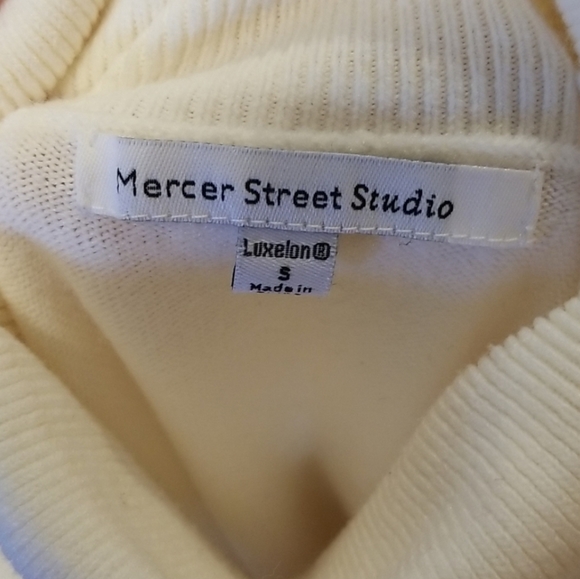 Mercer Street Studio
Luxelon®
S
Made in